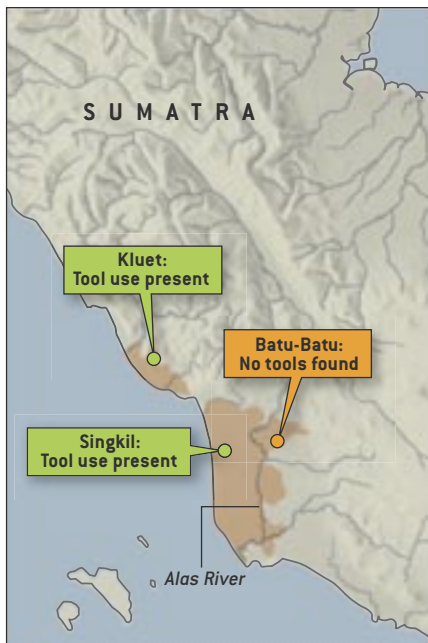 SUMATRA
Kluet:
Tool use present
Batu-Batu:
No tools found
Singkil:
Tool use present
Alas River